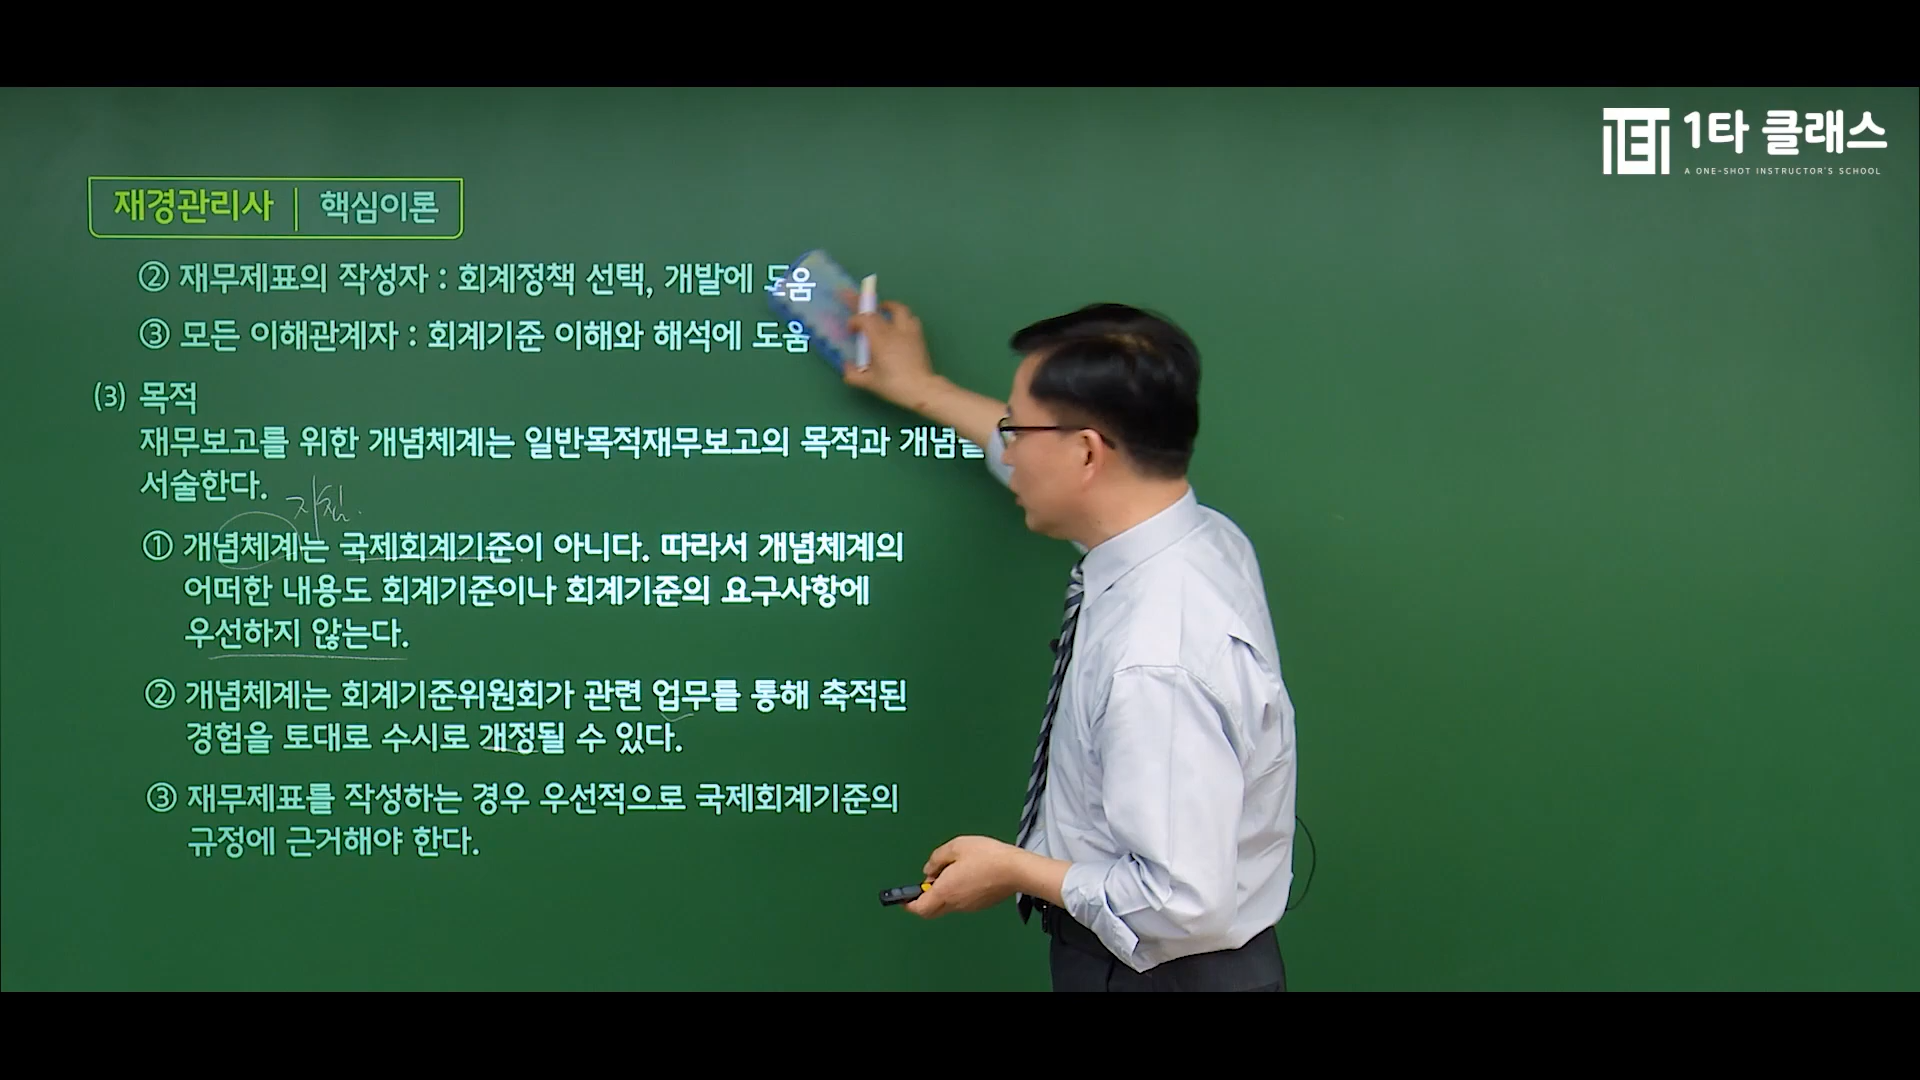 1타 클래스
A ONE-SHOT INSTRUCTOR'S SCHOOL
재경관리사 | 핵심이론
② 재무제표의 작성자 : 회계정책 선택, 개발에 도움
③ 모든 이해관계자 : 회계기준 이해와 해석에 도움
(3) 목적
재무보고를 위한 개념체계는 일반목적재무보고의 목적과 개념을
서술한다.
지침.
① 개념체계는 국제회계기준이 아니다. 따라서 개념체계의
어떠한 내용도 회계기준이나 회계기준의 요구사항에
우선하지 않는다.
② 개념체계는 회계기준위원회가 관련 업무를 통해 축적된
경험을 토대로 수시로 개정될 수 있다.
③ 재무제표를 작성하는 경우 우선적으로 국제회계기준의
규정에 근거해야 한다.